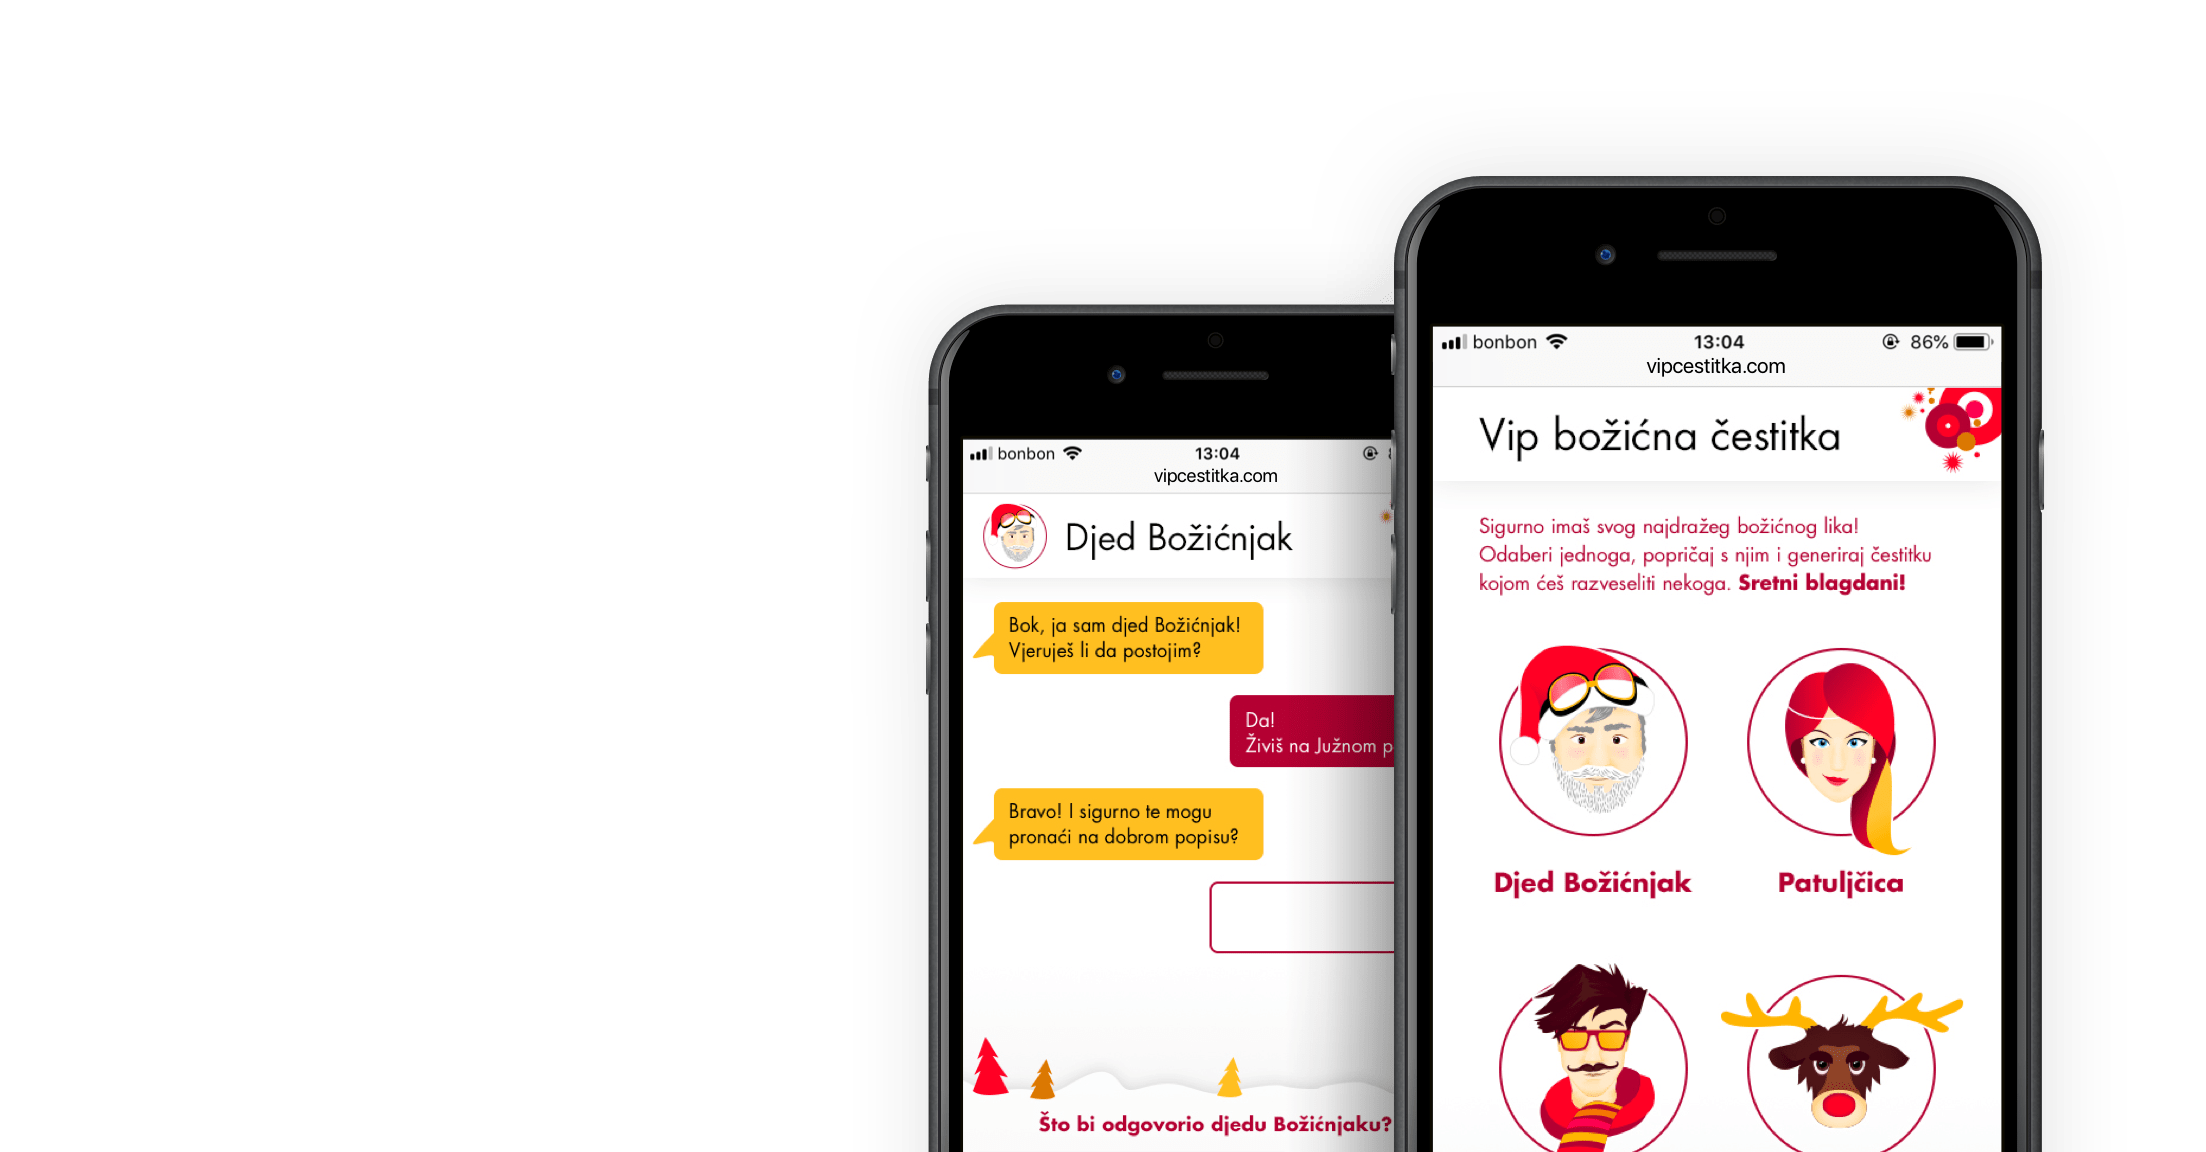 bonbon
13:04
vipcestitka.com
Djed Božićnjak
Bok, ja sam djed Božićnjak!
Vjeruješ li da postojim?
Da!
Živiš na Južnom
Bravo! I sigurno te mogu
pronaći na dobrom popisu?
Što bi odgovorio djedu Božićnjaku?
bonbon
13:04
86%
vipcestitka.com
Vip božićna čestitka
Sigurno imaš svog najdražeg božićnog lika!
Odaberi jednoga, popričaj s njim i generiraj čestitku
kojom ćeš razveseliti nekoga. Sretni blagdani!
Djed Božićnjak
Patuljčica